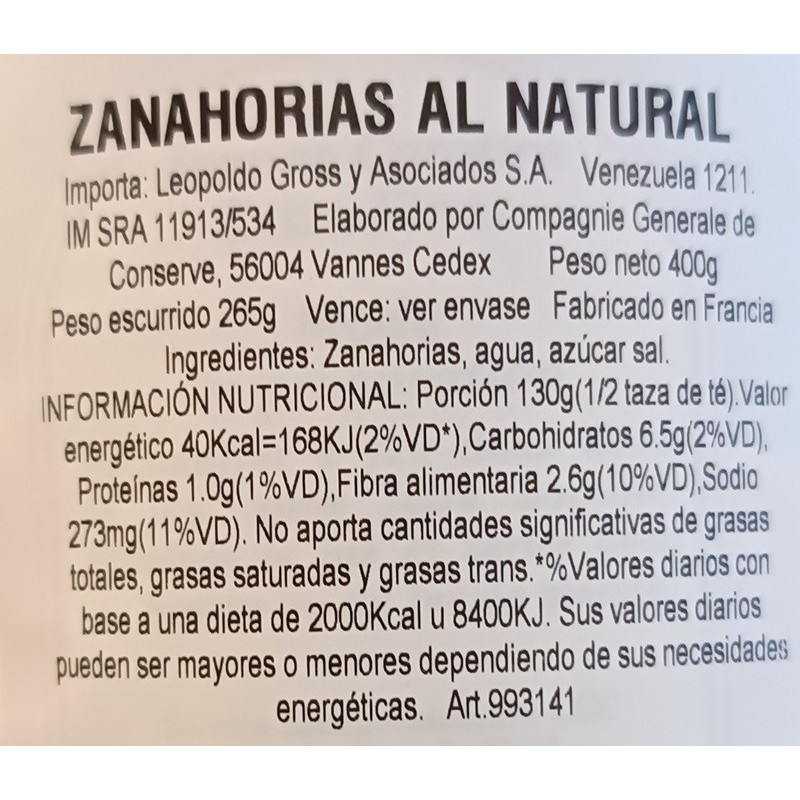 ZANAHORIAS AL NATURAL
Importa: Leopoldo Gross y Asociados S.A. Venezuela 1211.
IM SRA 11913/534 Elaborado por Compagnie Generale de
Conserve, 56004 Vannes Cedex Peso neto 400g
Peso escurrido 265g Vence: ver envase Fabricado en Francia
Ingredientes: Zanahorias, agua, azúcar sal.
INFORMACIÓN NUTRICIONAL: Porción 130g(1/2 taza de té).Valor
energético 40Kcal=168KJ(2%VD*),Carbohidratos 6.5g(2%VD),
Proteínas 1.0g(1%VD),Fibra alimentaria 2.6g(10%VD),Sodio
273mg(11%VD). No aporta cantidades significativas de grasas
totales, grasas saturadas y grasas trans.*%Valores diarios con
base a una dieta de 2000Kcal u 8400KJ. Sus valores diarios
pueden ser mayores o menores dependiendo de sus necesidades
energéticas. Art.993141